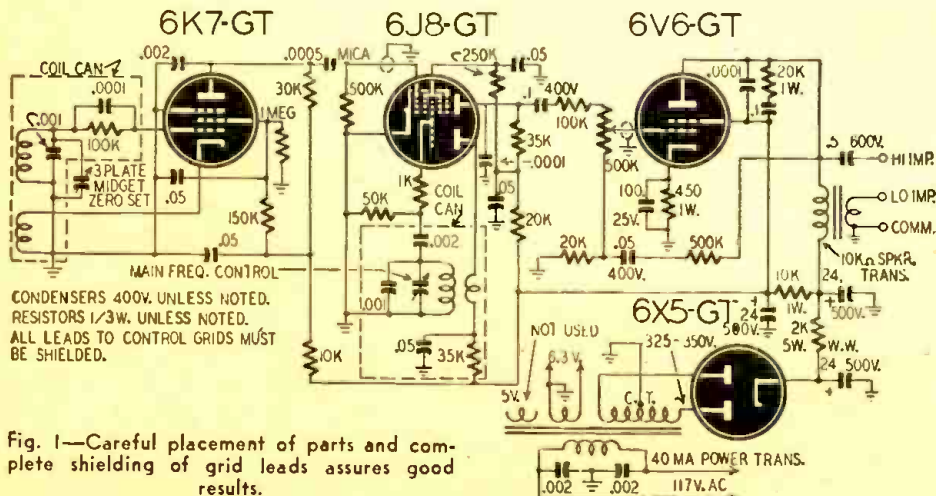 6K7-GT
6J8-GT
6V6-GT
.002
.0005
MICA
250K
.05
.0001
20K
1W.
COIL CAN
.0001
30K
500K
400V.
.1
.1
.001
1MEG
100K
100K
35K
500K
.5
600V.
HI IMP.
3 PLATE
MIDGET
ZERO SET
.05
.0001
1K
100
450
1W.
LO IMP.
COIL
CAN
.05
25V.
150K
50K
20K
COMM.
.002
20K
.05
500K
10KΩ SPKR.
TRANS.
.05
400V.
MAIN FREQ. CONTROL
10K
24
CONDENSERS 400V. UNLESS NOTED.
.001
1W.
500V.
RESISTORS 1/3W. UNLESS NOTED.
6X5-GT
24
500V.
2K
ALL LEADS TO CONTROL GRIDS MUST
BE SHIELDED.
NOT USED
325-350V.
5W.
W.W.
10K
.05
35K
6.3V.
24
500V.
5V.
C.T.
Fig. 1—Careful placement of parts and com-
plete shielding of grid leads assures good
results.
40 MA POWER TRANS.
.002
.002
117V. AC